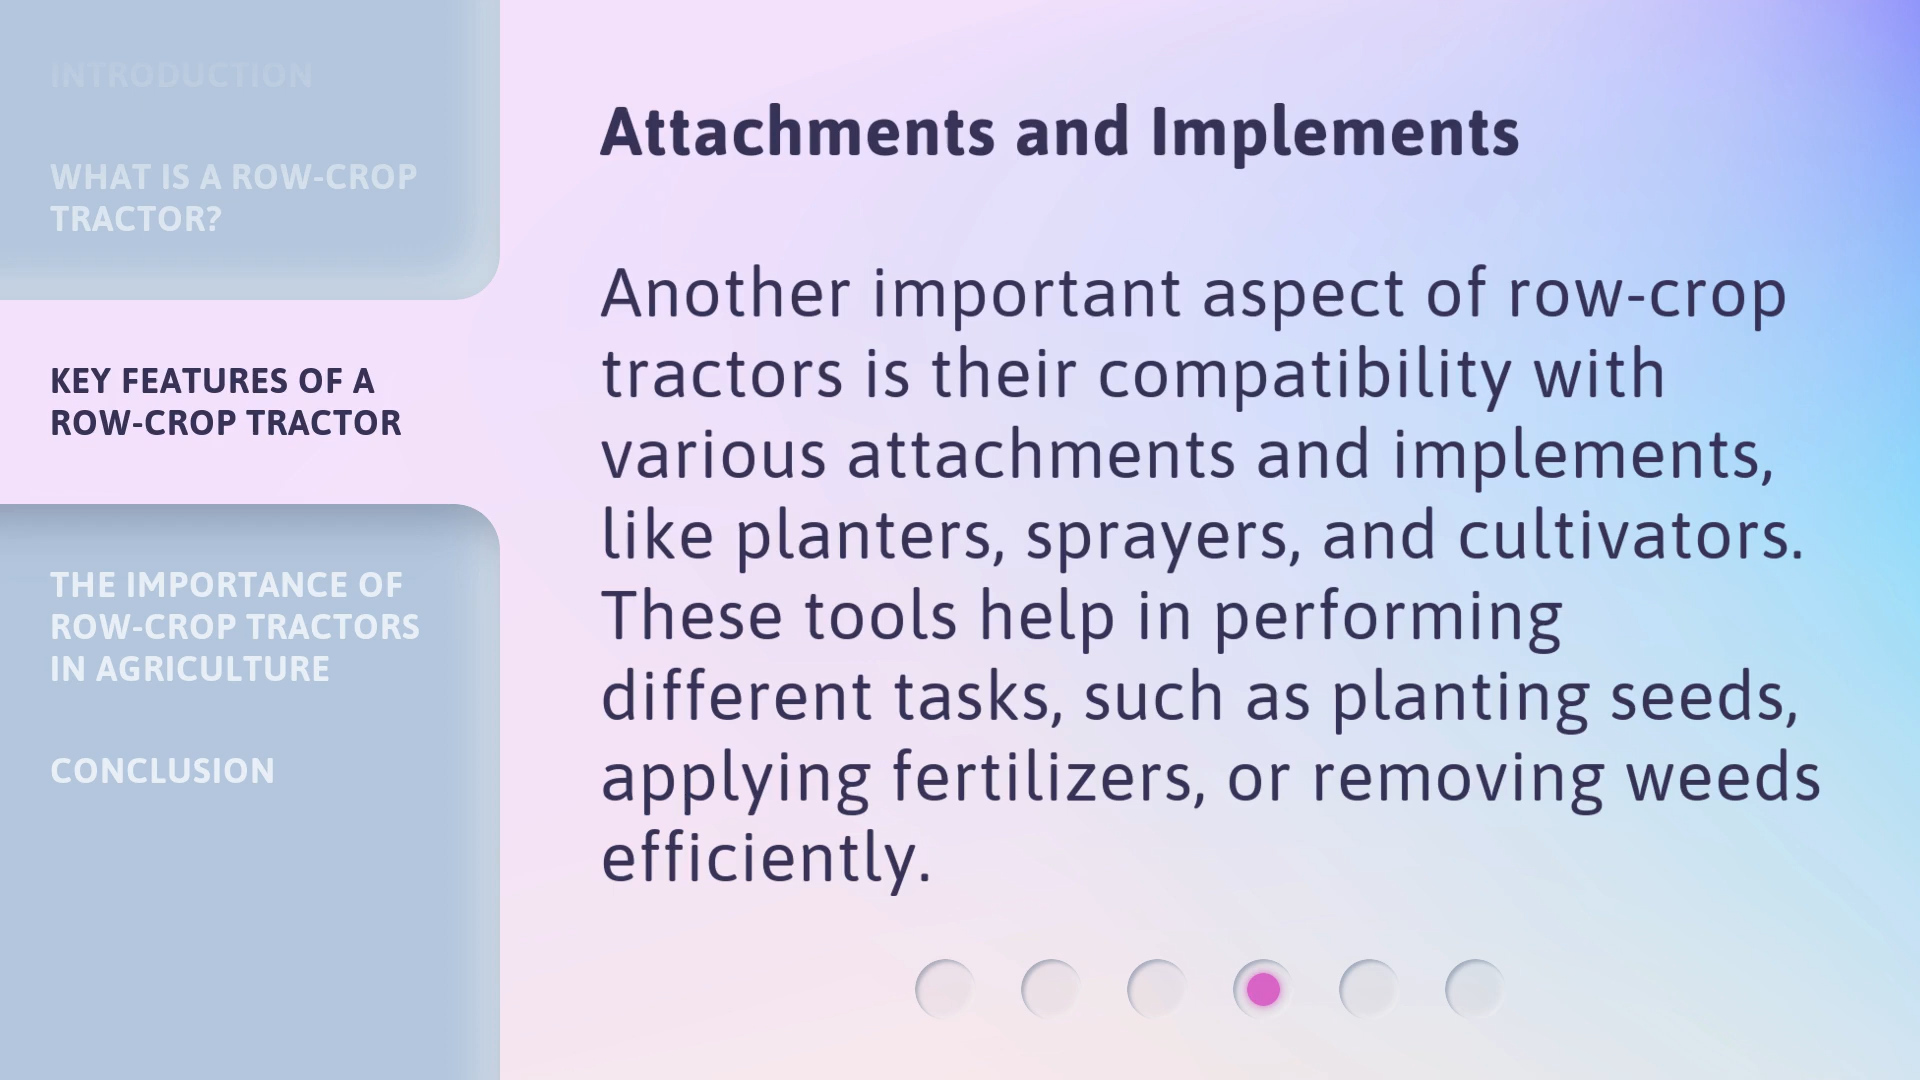 INTRODUCTION
WHAT IS A ROW-CROP
TRACTOR?
KEY FEATURES OF A
ROW-CROP TRACTOR
THE IMPORTANCE OF
ROW-CROP TRACTORS
IN AGRICULTURE
CONCLUSION
Attachments and Implements
Another important aspect of row-crop
tractors is their compatibility with
various attachments and implements,
like planters, sprayers, and cultivators.
These tools help in performing
different tasks, such as planting seeds,
applying fertilizers, or removing weeds
efficiently.